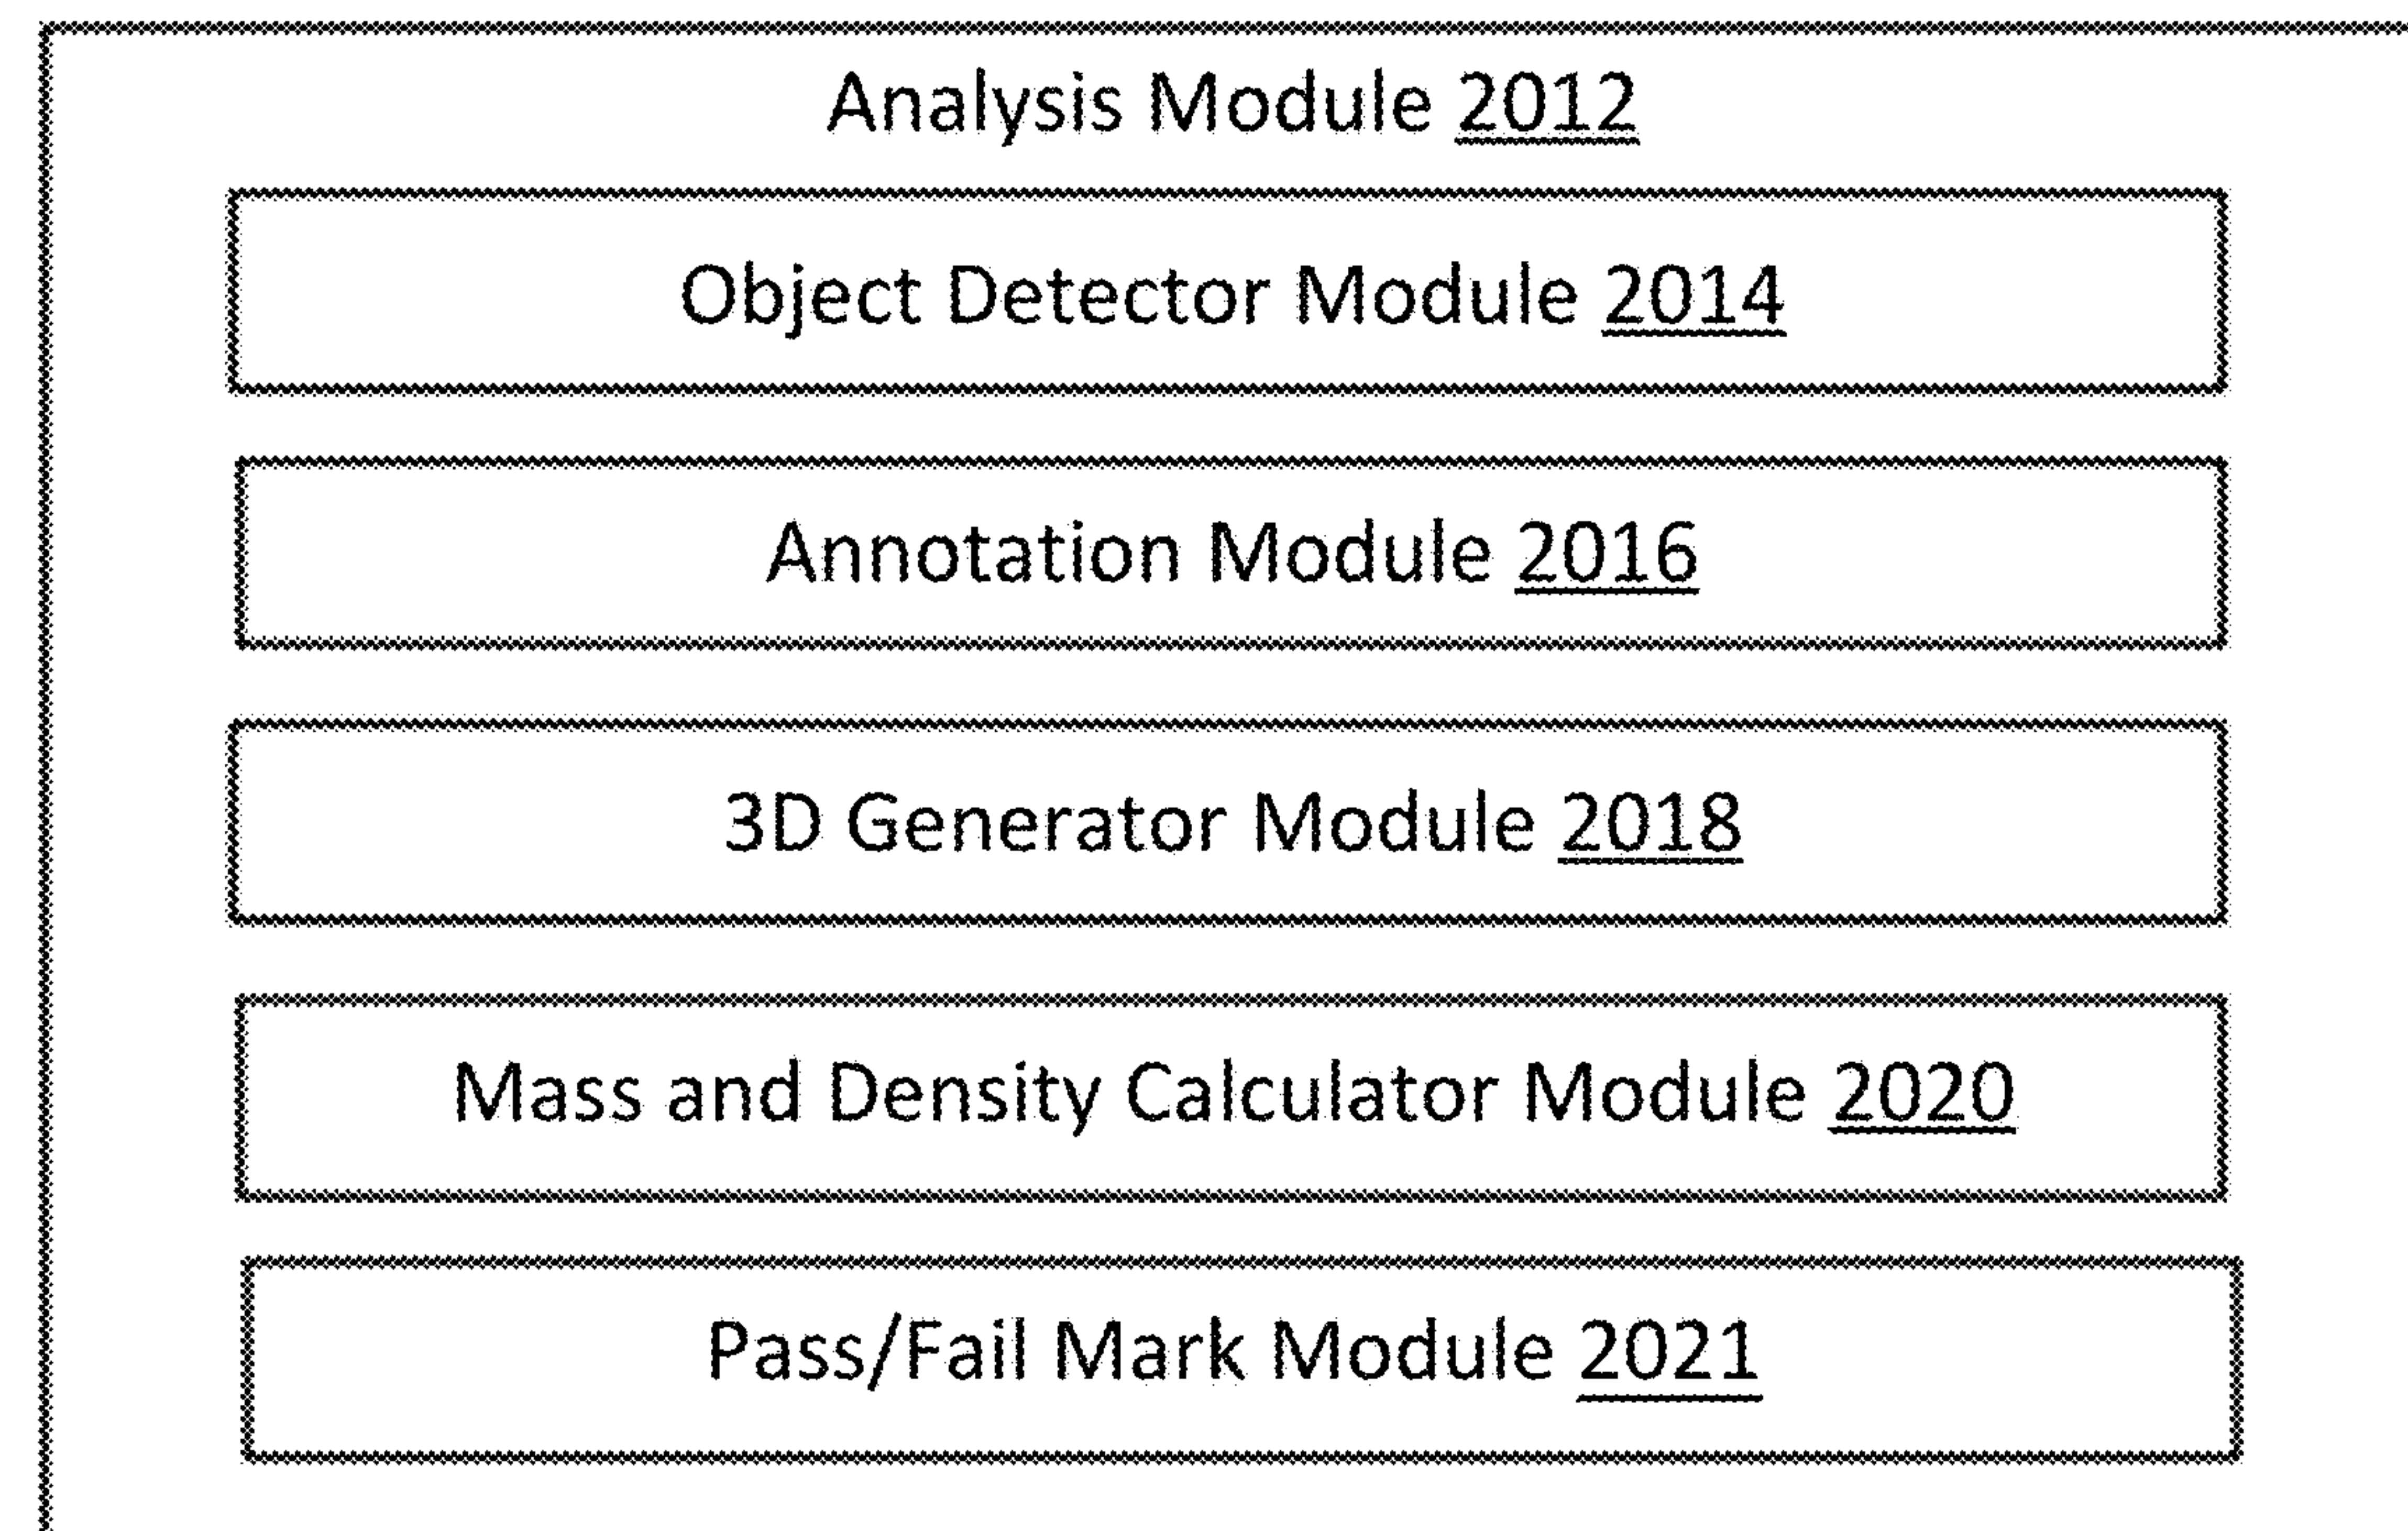 Analysis Module 2012
Object Detector Module 2014
Annotation Module 2016
3D Generator Module 2018
Mass and Density Calculator Module 2020
Pass/Fail Mark Module 2021